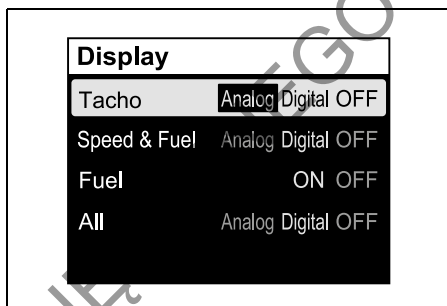 Display
Tacho Analog Digital OFF
Speed & Fuel Analog Digital OFF
Fuel ON OFF
All Analog Digital OFF